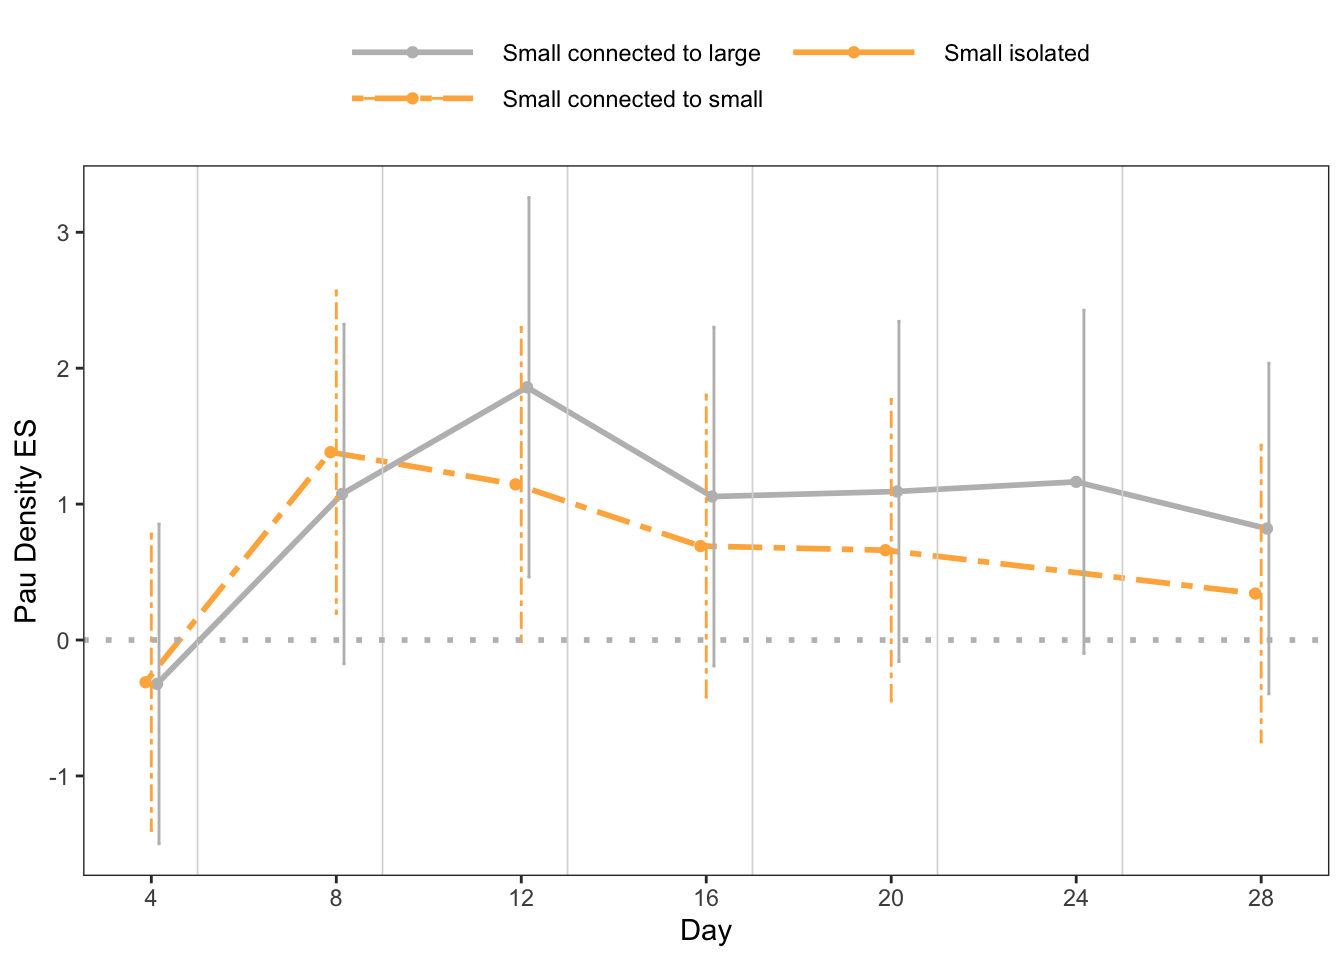 Small connected to large
Small isolated
Small connected to small
Pau Density ES
3
2
1
0
-1
4 8 12 16 20 24 28
Day